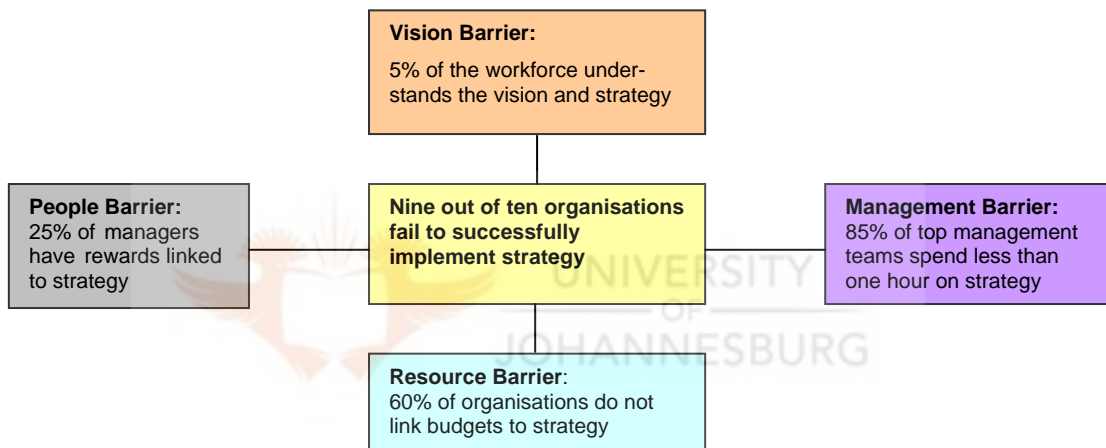 Vision Barrier:
5% of the workforce under-
stands the vision and strategy
People Barrier:
25% of managers
have rewards linked
to strategy
Nine out of ten organisations
fail to successfully
implement strategy
Management Barrier:
85% of top management
teams spend less than
one hour on strategy
UNIVERSITY
OF
JOHANNESBURG
Resource Barrier:
60% of organisations do not
link budgets to strategy